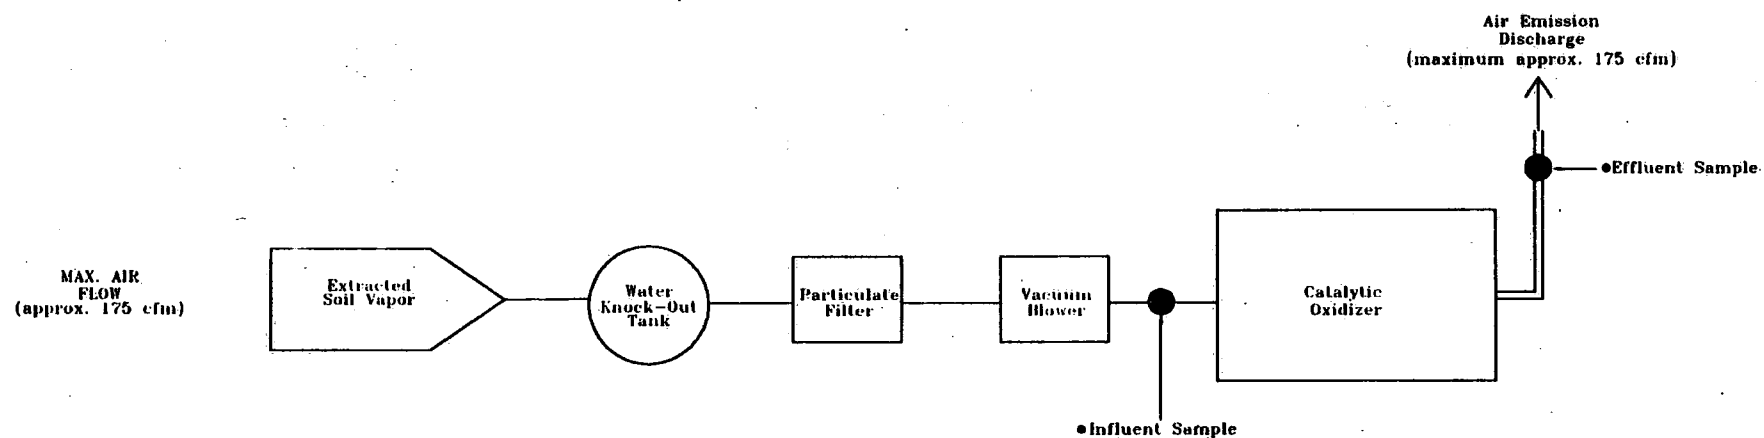 Air Emission
Discharge
(maximum approx. 175 cfm)
●Effluent Sample
MAX. AIR
FLOW
(approx. 175 cfm)
Extracted
Soil Vapor
Water
Knock-Out
Tank
Particulate
Filter
Vacuum
Blower
Catalytic
Oxidizer
●Influent Sample